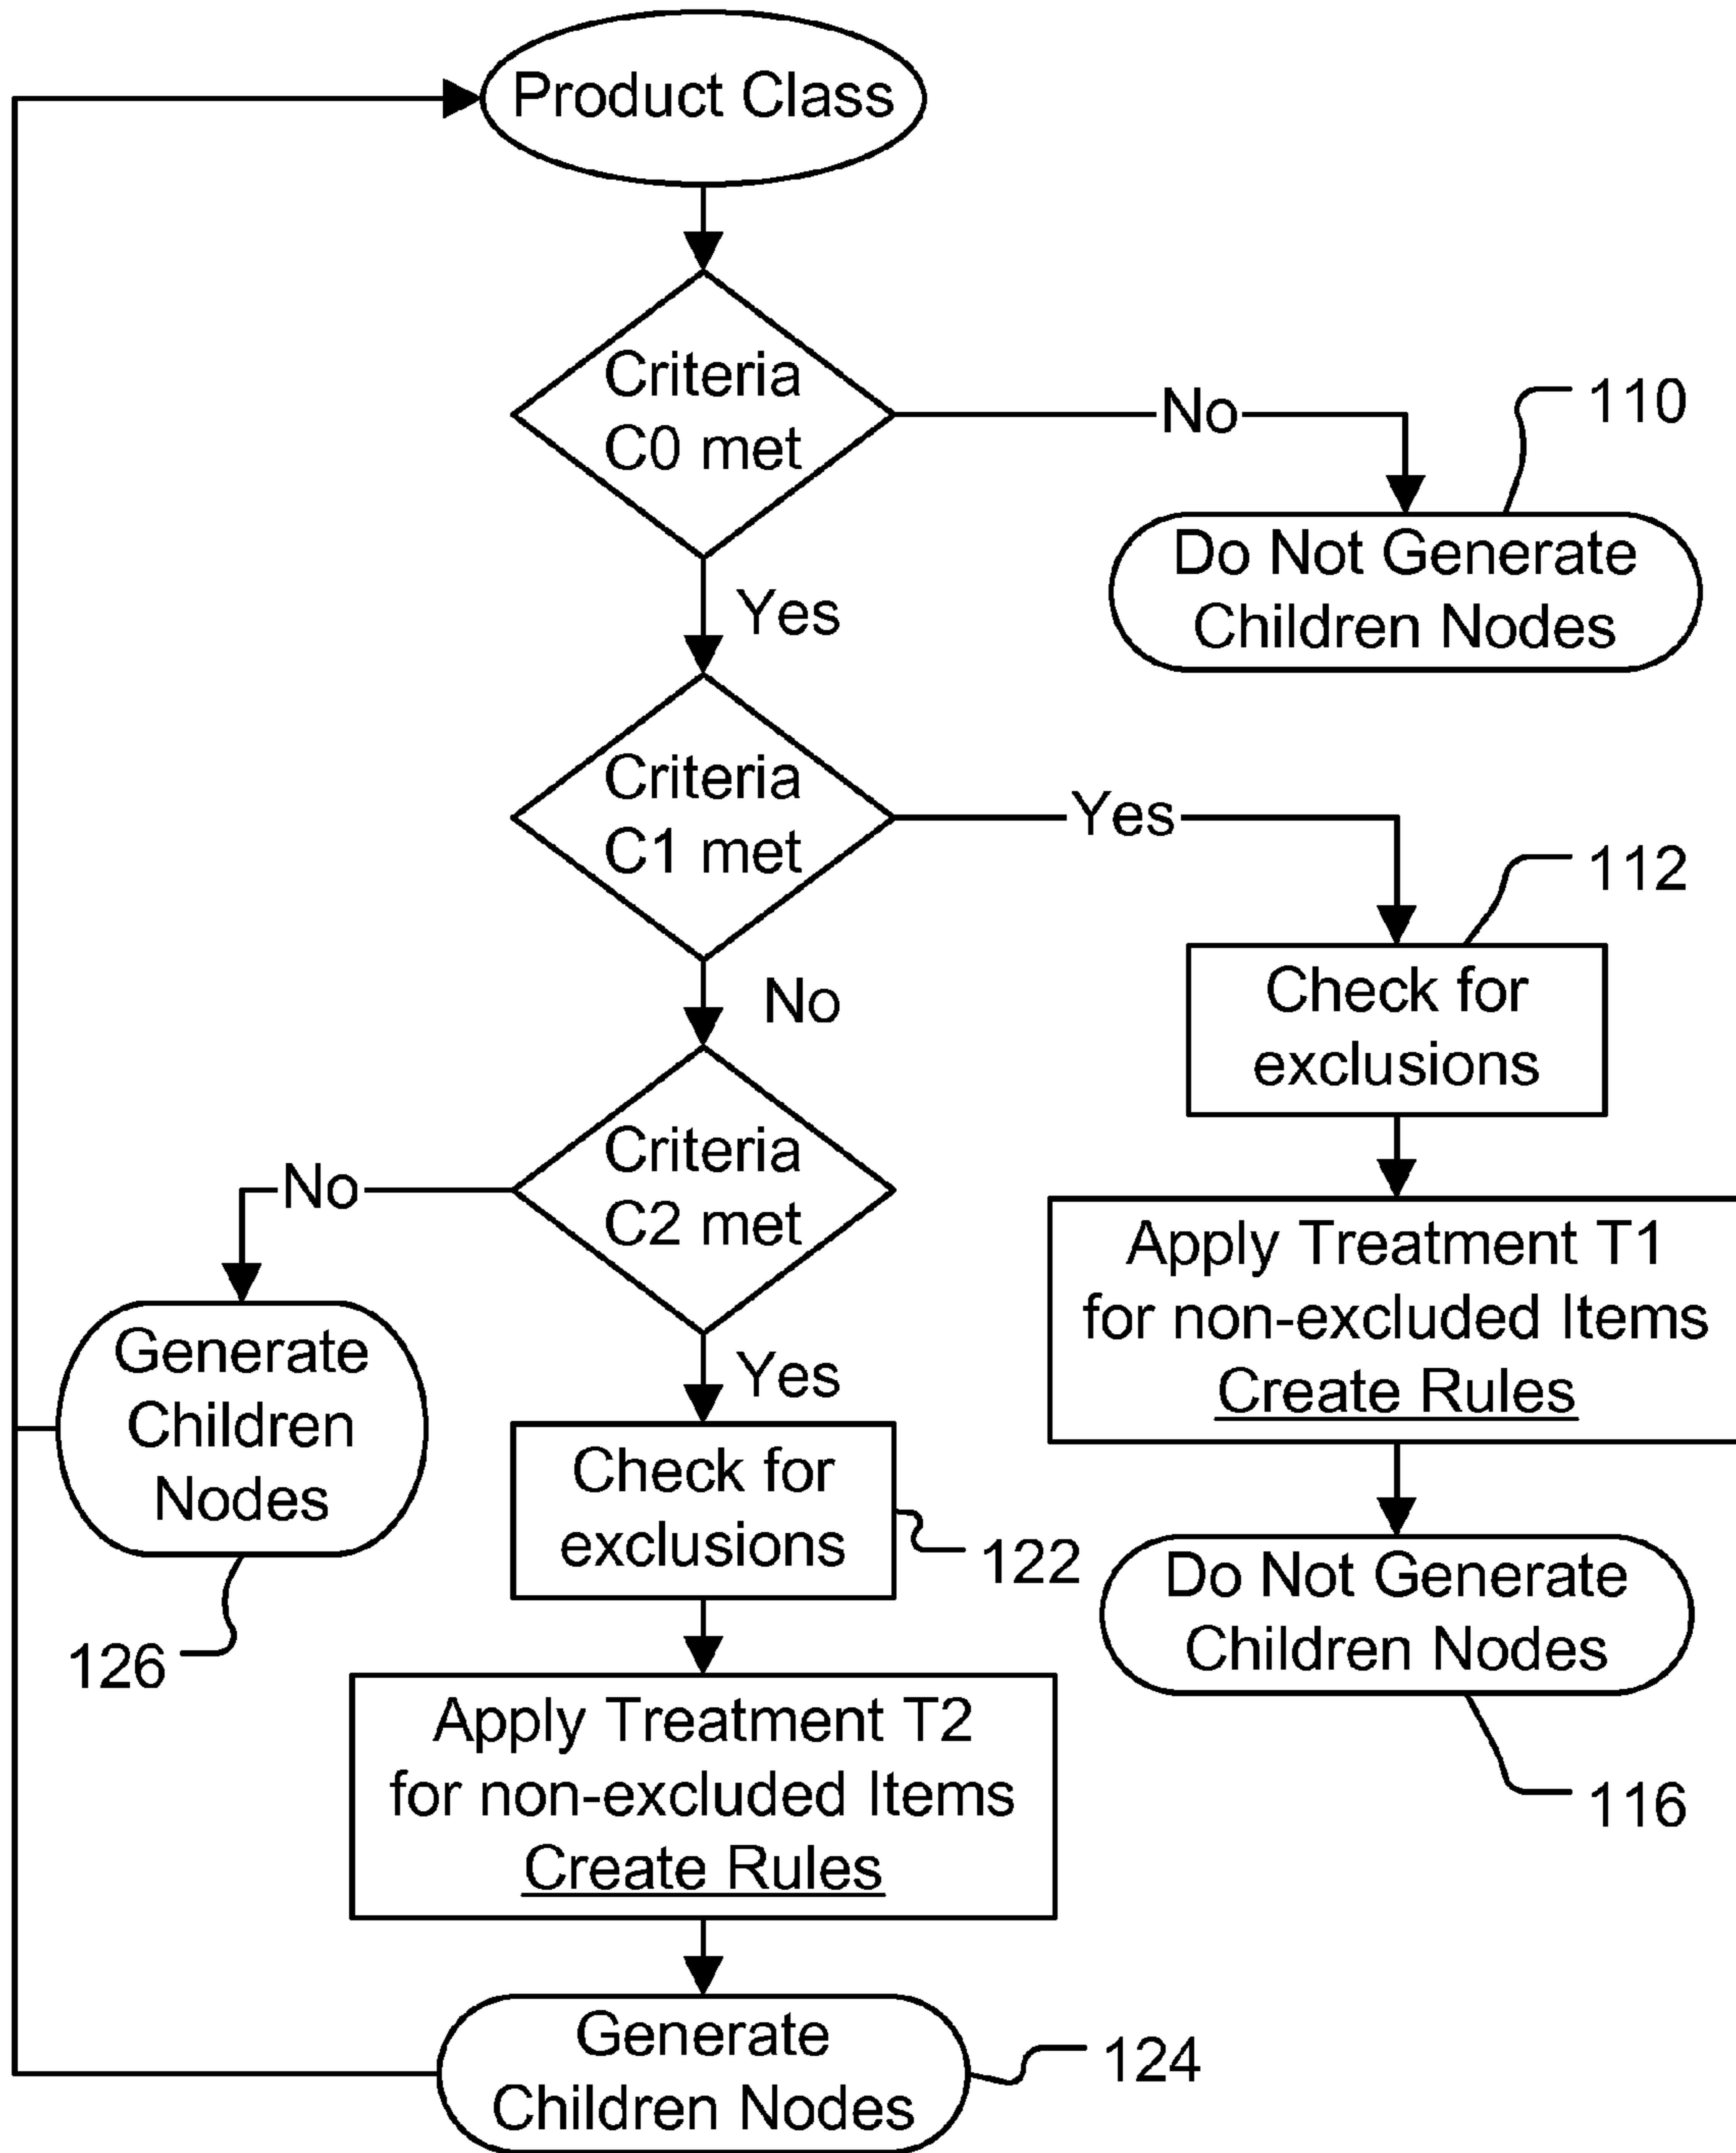 Product Class
Criteria
C0 met
No
110
Do Not Generate
Children Nodes
Yes
Criteria
C1 met
Yes
112
Check for
exclusions
No
Criteria
C2 met
No
Apply Treatment T1
for non-excluded Items
Create Rules
Generate
Children
Nodes
126
Yes
Check for
exclusions
122
Do Not Generate
Children Nodes
116
Apply Treatment T2
for non-excluded Items
Create Rules
Generate
Children Nodes
124